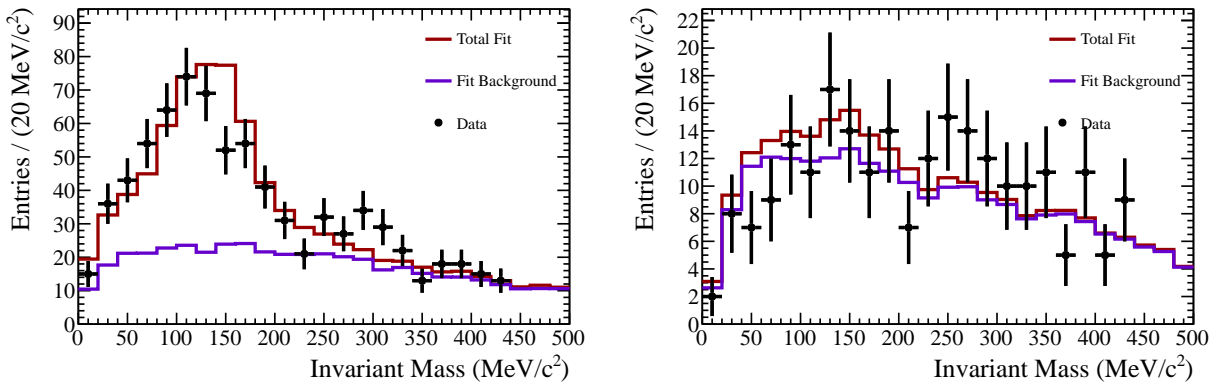 Entries / (20 MeV/c²)
90
80
70
60
50
40
30
20
10
0
Total Fit
Fit Background
Data
0 50 100 150 200 250 300 350 400 450 500
Invariant Mass (MeV/c²)
Entries / (20 MeV/c²)
22
20
18
16
14
12
10
8
6
4
2
0
Total Fit
Fit Background
Data
0 50 100 150 200 250 300 350 400 450 500
Invariant Mass (MeV/c²)